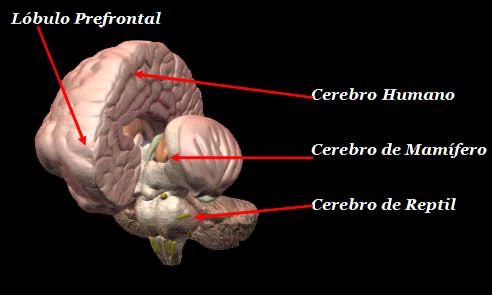 Lóbulo Prefrontal
Cerebro Humano
Cerebro de Mamífero
Cerebro de Reptil